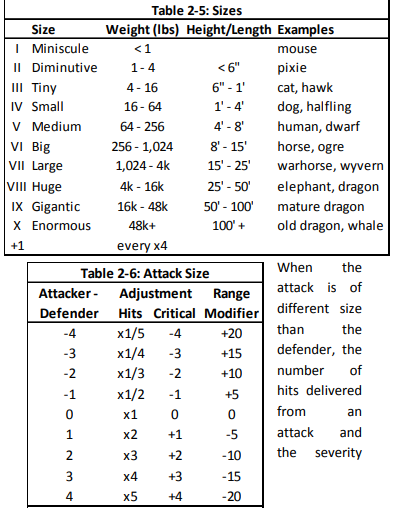 Table 2-5: Sizes
Size Weight (lbs) Height/Length Examples
I Miniscule < 1 mouse
II Diminutive 1 - 4 < 6" pixie
III Tiny 4 - 16 6" - 1' cat, hawk
IV Small 16 - 64 1' - 4' dog, halfling
V Medium 64 - 256 4' - 8' human, dwarf
VI Big 256 - 1,024 8' - 15' horse, ogre
VII Large 1,024 - 4k 15' - 25' warhorse, wyvern
VIII Huge 4k - 16k 25' - 50' elephant, dragon
IX Gigantic 16k - 48k 50' - 100' mature dragon
X Enormous 48k+ 100' + old dragon, whale
+1 every x4
Table 2-6: Attack Size
Attacker - Adjustment Range
Defender Hits Critical Modifier
-4 x1/5 -4 +20
-3 x1/4 -3 +15
-2 x1/3 -2 +10
-1 x1/2 -1 +5
0 x1 0 0
1 x2 +1 -5
2 x3 +2 -10
3 x4 +3 -15
4 x5 +4 -20
When the
attack is of
different size
than the
defender, the
number of
hits delivered
from an
attack and
the severity